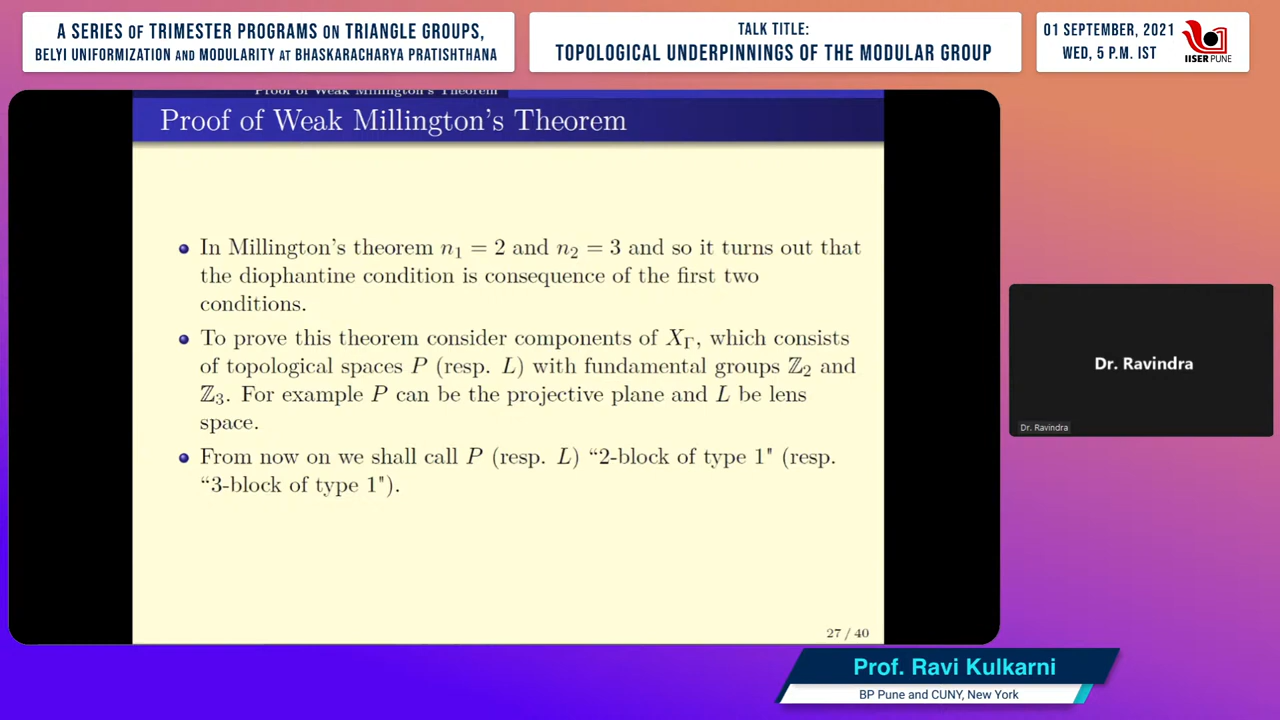 A SERIES OF TRIMESTER PROGRAMS ON TRIANGLE GROUPS,
BELYI UNIFORMIZATION AND MODULARITY AT BHASKARACHARYA PRATISHTHANA
TALK TITLE:
TOPOLOGICAL UNDERPINNINGS OF THE MODULAR GROUP
01 SEPTEMBER, 2021
WED, 5 P.M. IST
IISER PUNE
Proof of Weak Millington's Theorem
Proof of Weak Millington's Theorem
In Millington's theorem n₁ = 2 and n₂ = 3 and so it turns out that
the diophantine condition is consequence of the first two
conditions.
To prove this theorem consider components of X_Γ, which consists
of topological spaces P (resp. L) with fundamental groups ℤ₂ and
ℤ₃. For example P can be the projective plane and L be lens
space.
From now on we shall call P (resp. L) “2-block of type 1" (resp.
“3-block of type 1").
27 / 40
Dr. Ravindra
Dr. Ravindra
Prof. Ravi Kulkarni
BP Pune and CUNY, New York